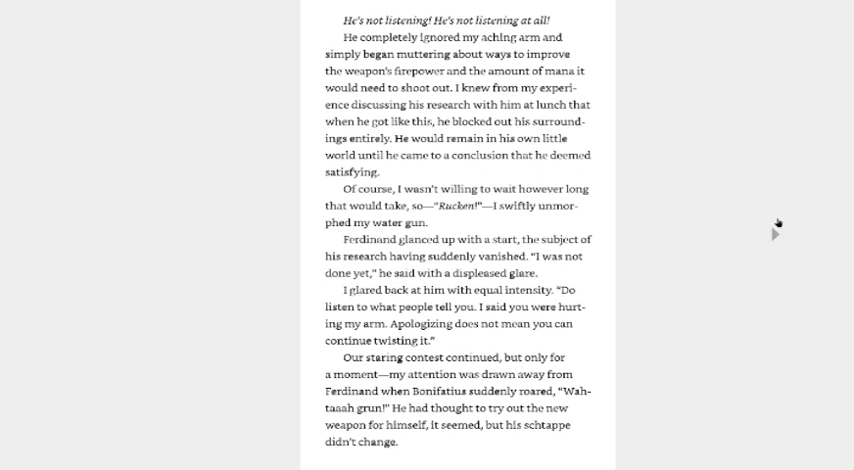 He's not listening! He's not listening at all!
He completely ignored my aching arm and
simply began muttering about ways to improve
the weapon's firepower and the amount of mana it
would need to shoot out. I knew from my experi-
ence discussing his research with him at lunch that
when he got like this, he blocked out his surround-
ings entirely. He would remain in his own little
world until he came to a conclusion that he deemed
satisfying.
Of course, I wasn't willing to wait however long
that would take, so—"Rucken!"—I swiftly unmor-
phed my water gun.
Ferdinand glanced up with a start, the subject of
his research having suddenly vanished. "I was not
done yet," he said with a displeased glare.
I glared back at him with equal intensity. "Do
listen to what people tell you. I said you were hurt-
ing my arm. Apologizing does not mean you can
continue twisting it."
Our staring contest continued, but only for
a moment—my attention was drawn away from
Ferdinand when Bonifatius suddenly roared, "Wah-
taaah grun!" He had thought to try out the new
weapon for himself, it seemed, but his schtappe
didn't change.